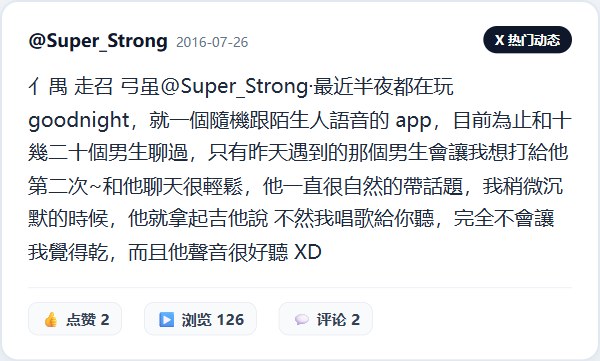 @Super_Strong 2016-07-26
X 热门动态
亻禺 走召 弓虽@Super_Strong·最近半夜都在玩
goodnight，就一個隨機跟陌生人語音的 app，目前為止和十
幾二十個男生聊過，只有昨天遇到的那個男生會讓我想打給他
第二次~和他聊天很輕鬆，他一直很自然的帶話題，我稍微沉
默的時候，他就拿起吉他說 不然我唱歌給你聽，完全不會讓
我覺得乾，而且他聲音很好聽 XD
点赞 2 浏览 126 评论 2